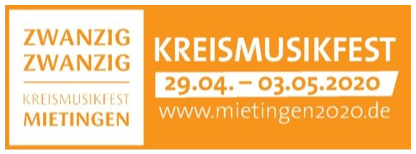 ZWANZIG
ZWANZIG
KREISMUSIKFEST
MIETINGEN
KREISMUSIKFEST
29.04. – 03.05.2020
www.mietingen2020.de